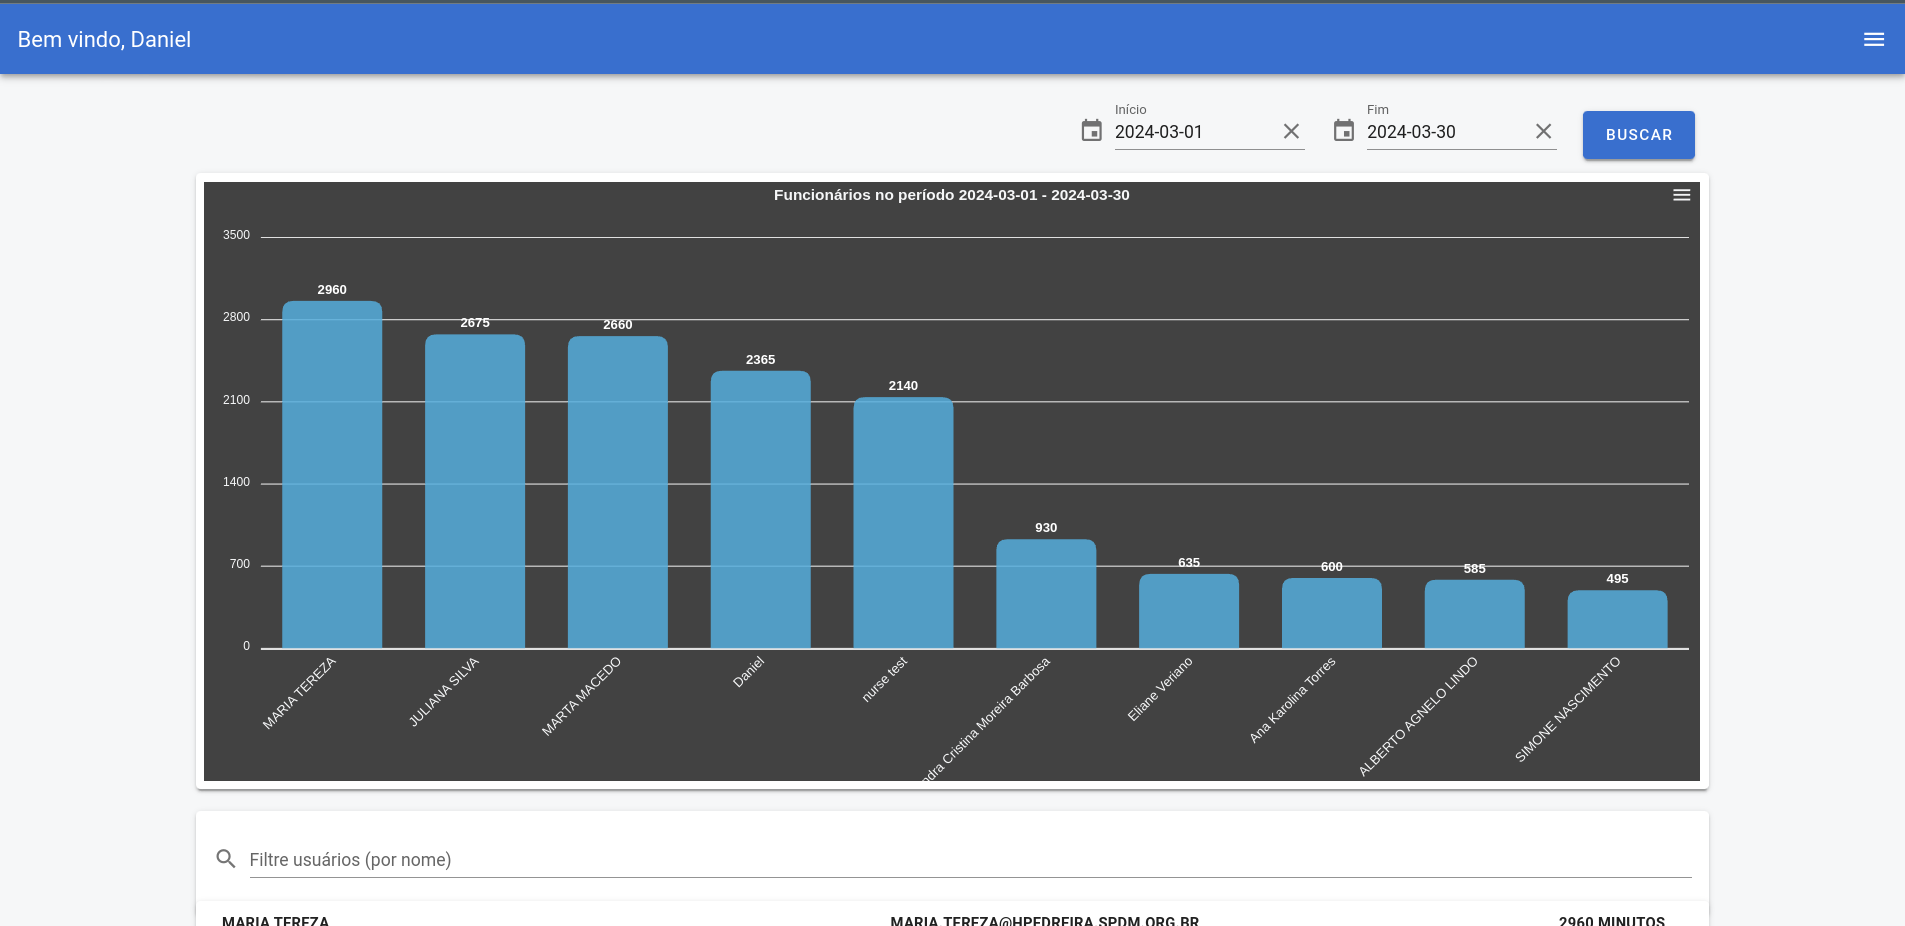 Bem vindo, Daniel
Início
2024-03-01
Fim
2024-03-30
BUSCAR
Funcionários no período 2024-03-01 - 2024-03-30
3500
2800
2100
1400
700
0
2960
2675
2660
2365
2140
930
635
600
585
495
MARIA TEREZA
JULIANA SILVA
MARTA MACEDO
Daniel
nurse test
Cristina Moreira Barbosa
Eliane Veriano
Ana Karolina Torres
ALBERTO AGNELO LINDO
SIMONE NASCIMENTO
Filtre usuários (por nome)
MARIA TEREZA
MARIA.TEREZA@HPEDREIRA.SPDM.ORG.BR
2960 MINUTOS